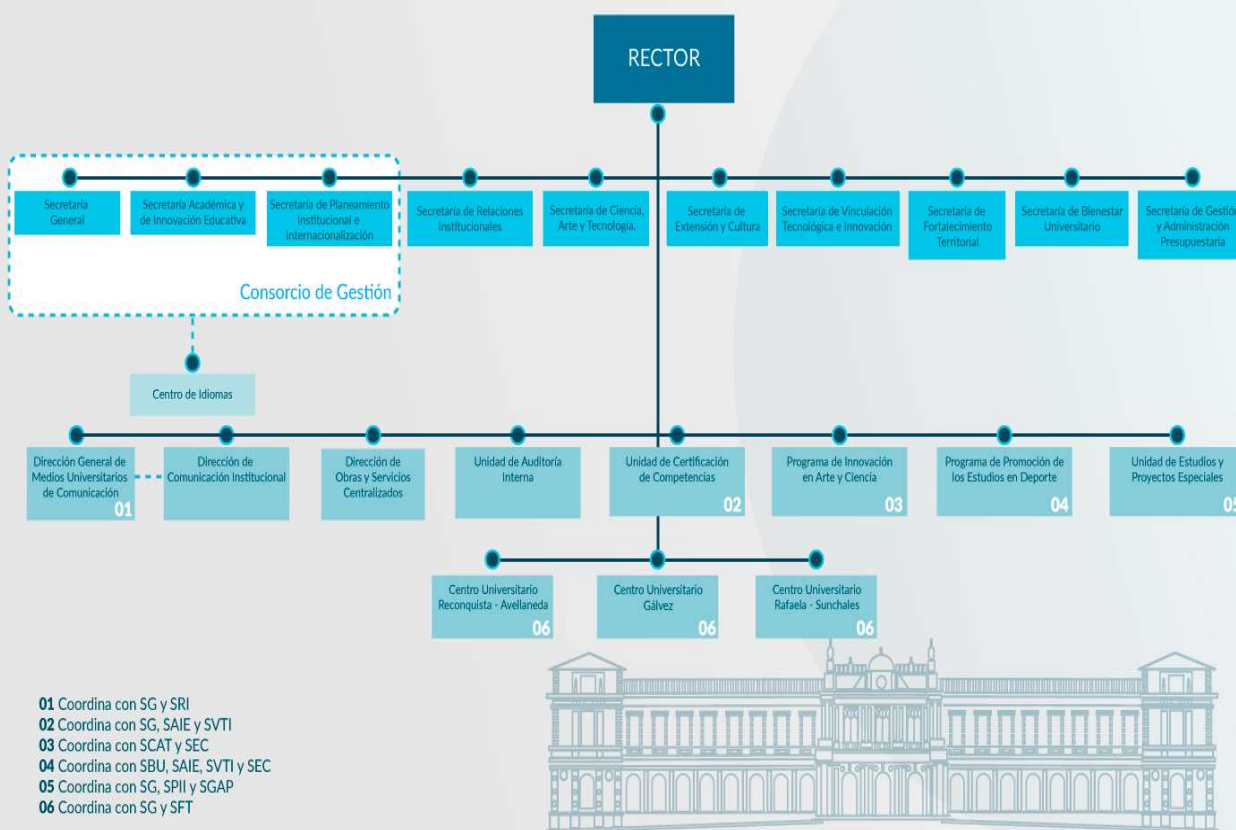 RECTOR
Secretaría
General
Secretaría Académica y
de Innovación Educativa
Secretaría de Planeamiento
Institucional e
Internacionalización
Secretaría de Relaciones
Institucionales
Secretaría de Ciencia,
Arte y Tecnología.
Secretaría de
Extensión y Cultura
Secretaría de Vinculación
Tecnológica e Innovación
Secretaría de
Fortalecimiento
Territorial
Secretaría de Bienestar
Universitario
Secretaría de Gestión
y Administración
Presupuestaria
Consorcio de Gestión
Centro de Idiomas
Dirección General de
Medios Universitarios
de Comunicación
01
Dirección de
Comunicación Institucional
Dirección de
Obras y Servicios
Centralizados
Unidad de Auditoría
Interna
Unidad de Certificación
de Competencias
02
Programa de Innovación
en Arte y Ciencia
03
Programa de Promoción de
los Estudios en Deporte
04
Unidad de Estudios y
Proyectos Especiales
05
Centro Universitario
Reconquista - Avellaneda
06
Centro Universitario
Gálvez
06
Centro Universitario
Rafaela - Sunchales
06
01 Coordina con SG y SRI
02 Coordina con SG, SAIE y SVTI
03 Coordina con SCAT y SEC
04 Coordina con SBU, SAIE, SVTI y SEC
05 Coordina con SG, SPII y SGAP
06 Coordina con SG y SFT